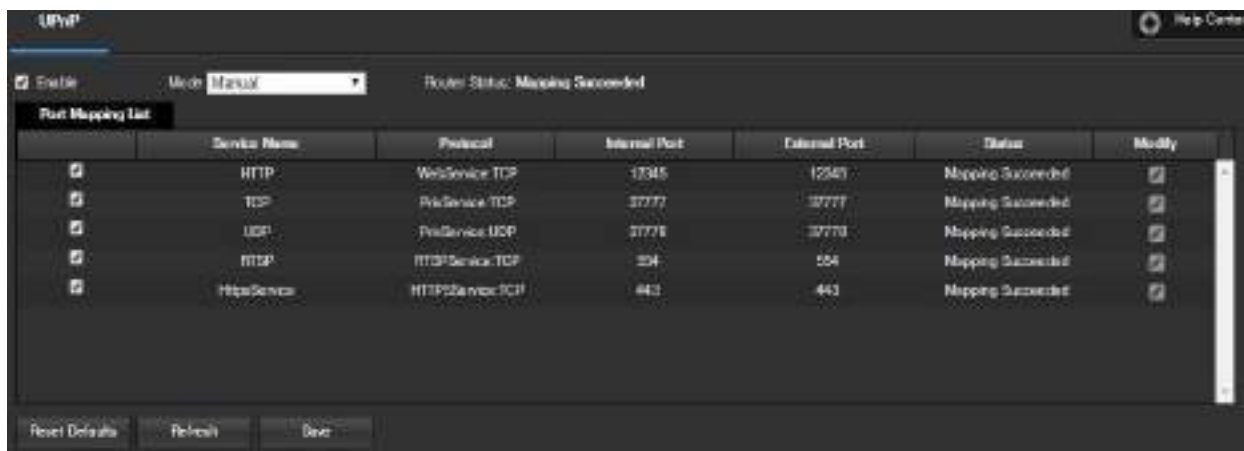 UPnP
Help Center
Enable Mode Manual Router Status: Mapping Succeeded
Port Mapping List
Service Name Protocol Internal Port External Port Status Modify
HTTP WebService:TCP 12345 12345 Mapping Succeeded
TCP PrivService:TCP 37777 37777 Mapping Succeeded
UDP PrivService:UDP 37778 37778 Mapping Succeeded
RTSP RTSPService:TCP 554 554 Mapping Succeeded
HttpsService HTTPSService:TCP 443 443 Mapping Succeeded
Reset Defaults Refresh Save